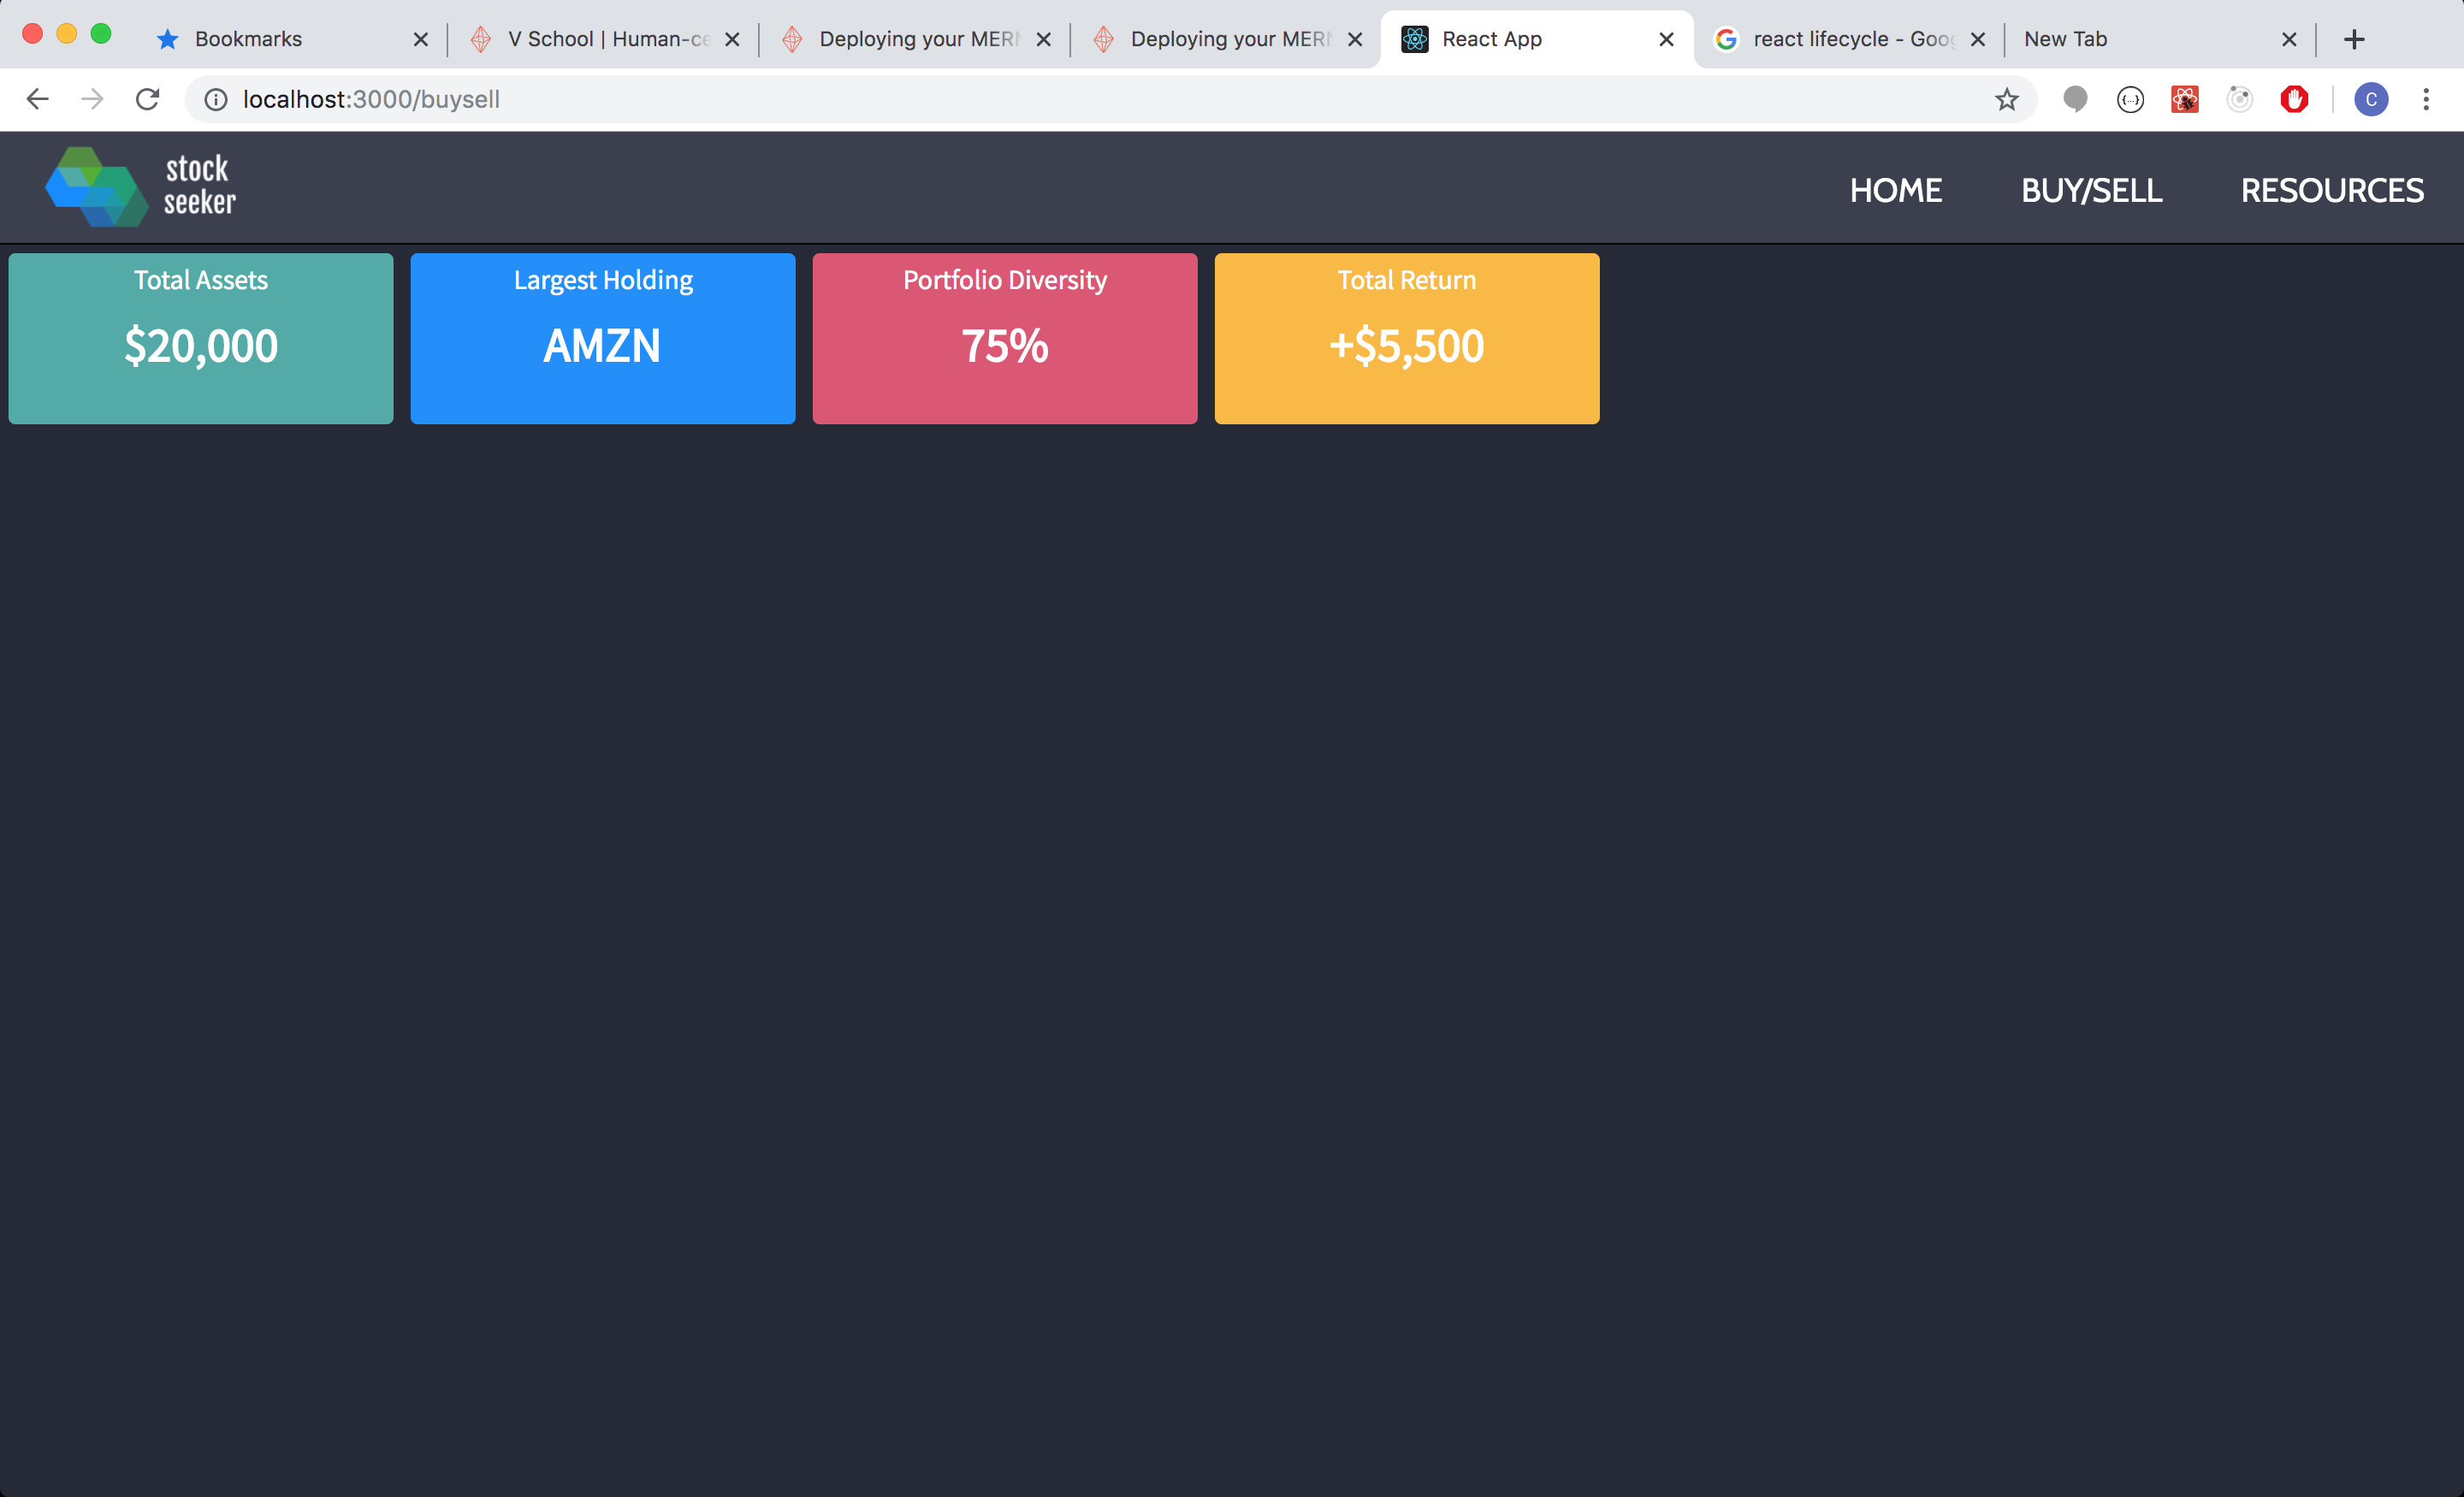 Bookmarks
V School | Human-ce
Deploying your MERN
Deploying your MERN
React App
react lifecycle - Goog
New Tab
localhost:3000/buysell
{...}
C
stock
seeker
HOME
BUY/SELL
RESOURCES
Total Assets
$20,000
Largest Holding
AMZN
Portfolio Diversity
75%
Total Return
+$5,500